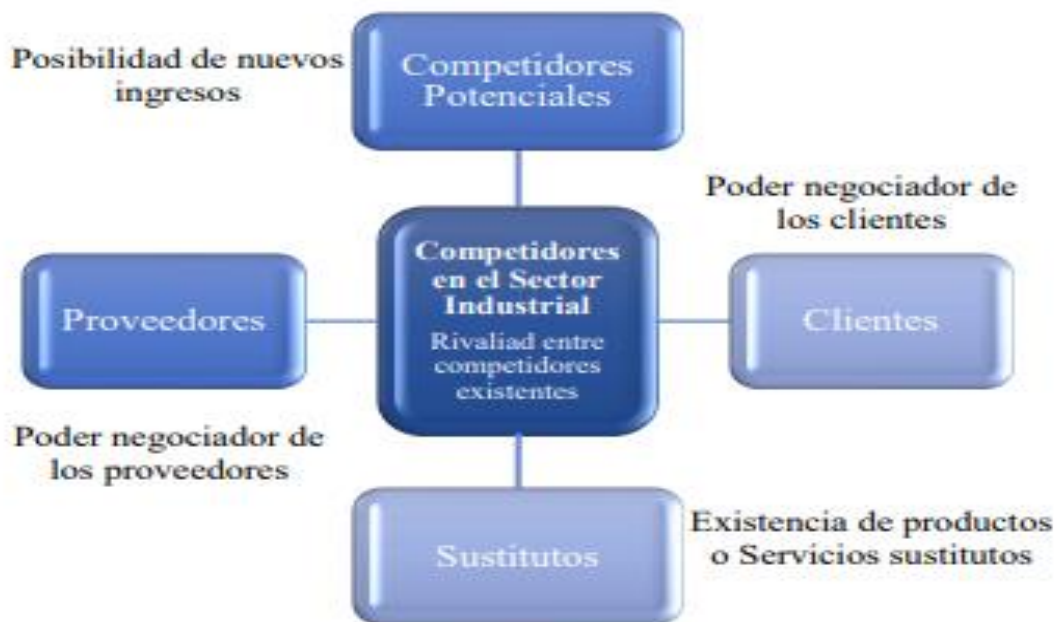 Posibilidad de nuevos
ingresos
Competidores
Potenciales
Poder negociador de
los clientes
Competidores
en el Sector
Industrial
Rivaliad entre
competidores
existentes
Proveedores
Clientes
Poder negociador de
los proveedores
Sustitutos
Existencia de productos
o Servicios sustitutos